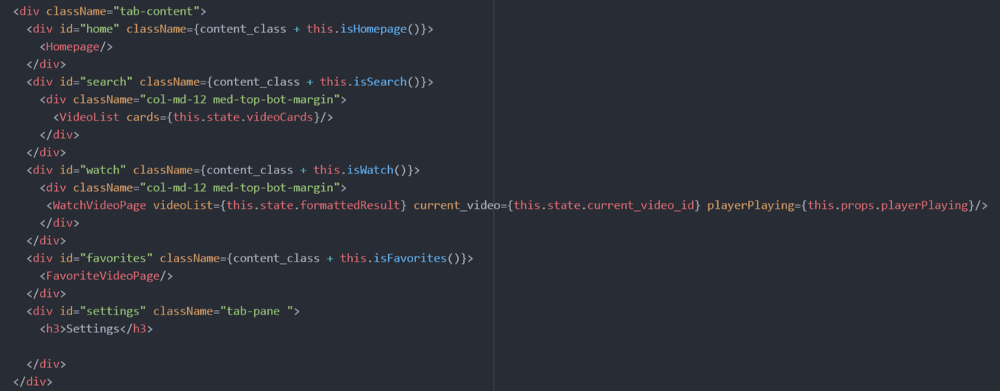 <div className="tab-content">
  <div id="home" className={content_class + this.isHomepage()}>
    <Homepage/>
  </div>
  <div id="search" className={content_class + this.isSearch()}>
    <div className="col-md-12 med-top-bot-margin">
      <VideoList cards={this.state.videoCards}/>
    </div>
  </div>
  <div id="watch" className={content_class + this.isWatch()}>
    <div className="col-md-12 med-top-bot-margin">
     <WatchVideoPage videoList={this.state.formattedResult} current_video={this.state.current_video_id} playerPlaying={this.props.playerPlaying}/>
    </div>
  </div>
  <div id="favorites" className={content_class + this.isFavorites()}>
    <FavoriteVideoPage/>
  </div>
  <div id="settings" className="tab-pane ">
    <h3>Settings</h3>

  </div>
</div>